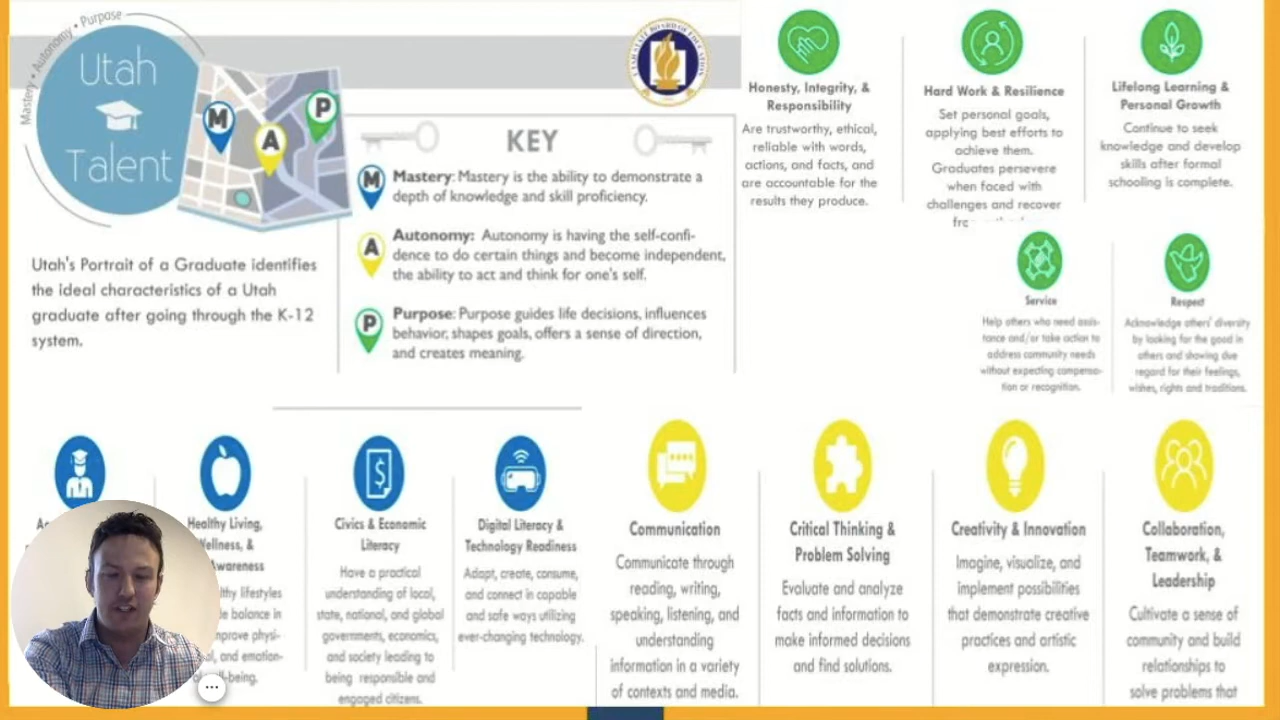 Mastery • Autonomy • Purpose
Utah
Talent
M
A
P
UTAH STATE BOARD OF EDUCATION
Utah's Portrait of a Graduate identifies
the ideal characteristics of a Utah
graduate after going through the K-12
system.
KEY
M
Mastery: Mastery is the ability to demonstrate a
depth of knowledge and skill proficiency.
A
Autonomy: Autonomy is having the self-confi-
dence to do certain things and become independent,
the ability to act and think for one's self.
P
Purpose: Purpose guides life decisions, influences
behavior, shapes goals, offers a sense of direction,
and creates meaning.
Honesty, Integrity, &
Responsibility
Are trustworthy, ethical,
reliable with words,
actions, and facts, and
are accountable for the
results they produce.
Hard Work & Resilience
Set personal goals,
applying best efforts to
achieve them.
Graduates persevere
when faced with
challenges and recover
Lifelong Learning &
Personal Growth
Continue to seek
knowledge and develop
skills after formal
schooling is complete.
Service
Help others who need assis-
tance and/or take action to
address community needs
without expecting compensa-
tion or recognition.
Respect
Acknowledge others' diversity
by looking for the good in
others and showing due
regard for their feelings,
wishes, rights and traditions.
Healthy Living,
Wellness, &
Awareness
lifestyles
balance in
physi-
and emotion-
Civics & Economic
Literacy
Have a practical
understanding of local,
state, national, and global
governments, economics,
and society leading to
being responsible and
engaged citizens.
Digital Literacy &
Technology Readiness
Adapt, create, consume,
and connect in capable
and safe ways utilizing
ever-changing technology.
Communication
Communicate through
reading, writing,
speaking, listening, and
understanding
information in a variety
of contexts and media.
Critical Thinking &
Problem Solving
Evaluate and analyze
facts and information to
make informed decisions
and find solutions.
Creativity & Innovation
Imagine, visualize, and
implement possibilities
that demonstrate creative
practices and artistic
expression.
Collaboration,
Teamwork, &
Leadership
Cultivate a sense of
community and build
relationships to
solve problems that